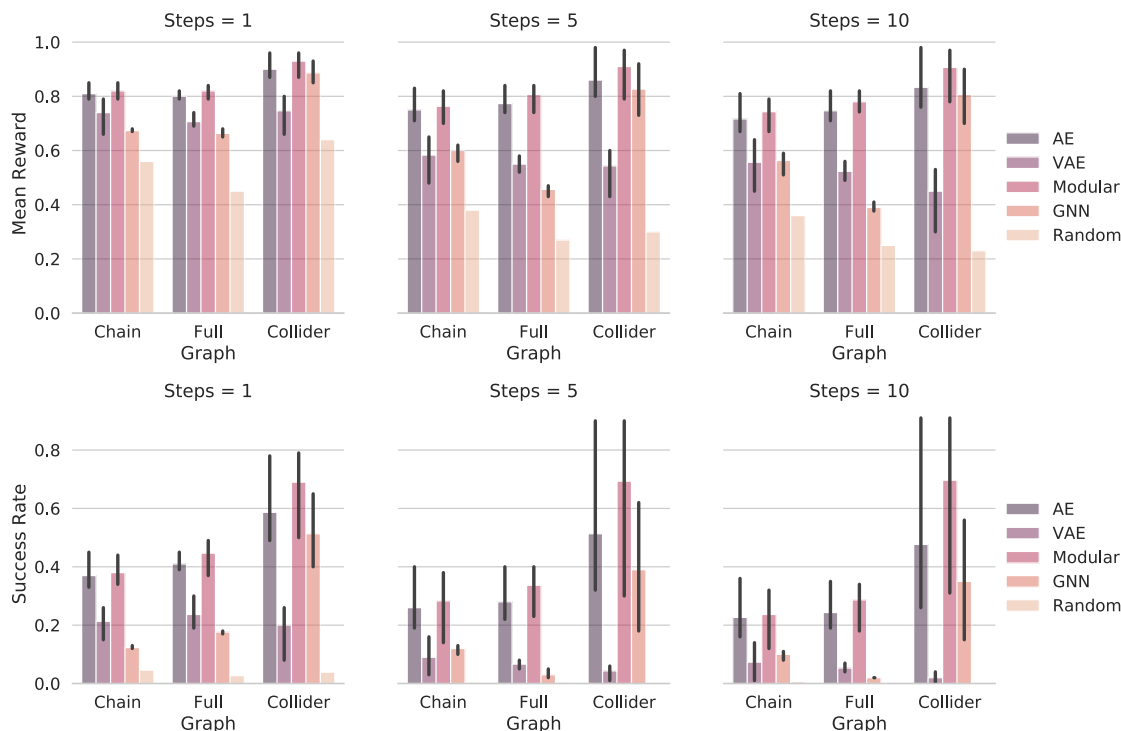 Steps = 1
Steps = 5
Steps = 10
Mean Reward
1.0
0.8
0.6
0.4
0.2
0.0
Chain Full Collider
Graph
Chain Full Collider
Graph
Chain Full Collider
Graph
AE
VAE
Modular
GNN
Random
Steps = 1
Steps = 5
Steps = 10
Success Rate
0.8
0.6
0.4
0.2
0.0
Chain Full Collider
Graph
Chain Full Collider
Graph
Chain Full Collider
Graph
AE
VAE
Modular
GNN
Random